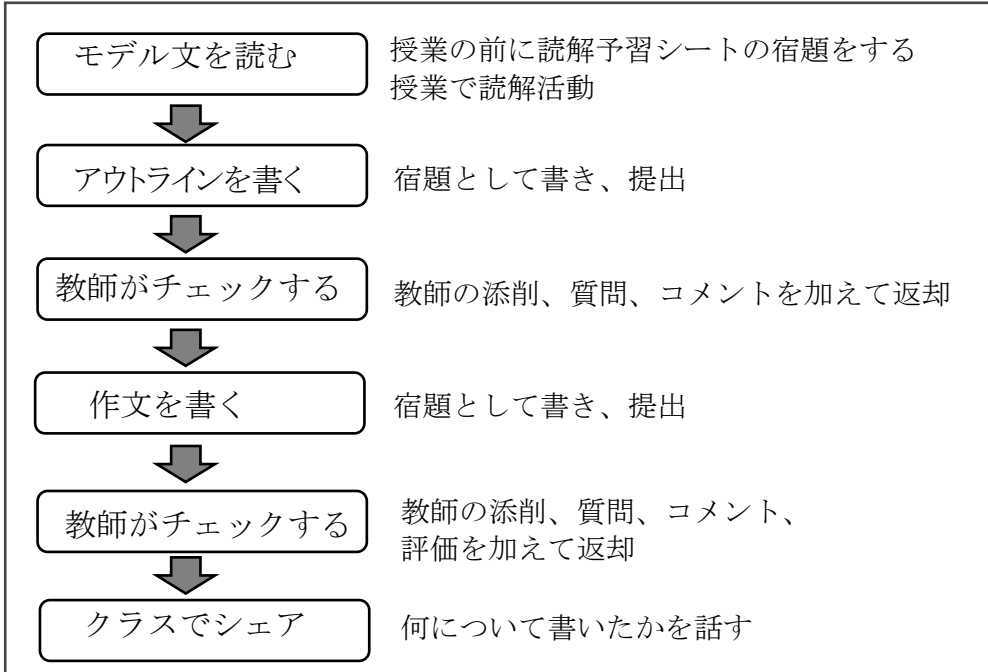 モデル文を読む
授業の前に読解予習シートの宿題をする
授業で読解活動
アウトラインを書く
宿題として書き、提出
教師がチェックする
教師の添削、質問、コメントを加えて返却
作文を書く
宿題として書き、提出
教師がチェックする
教師の添削、質問、コメント、
評価を加えて返却
クラスでシェア
何について書いたかを話す